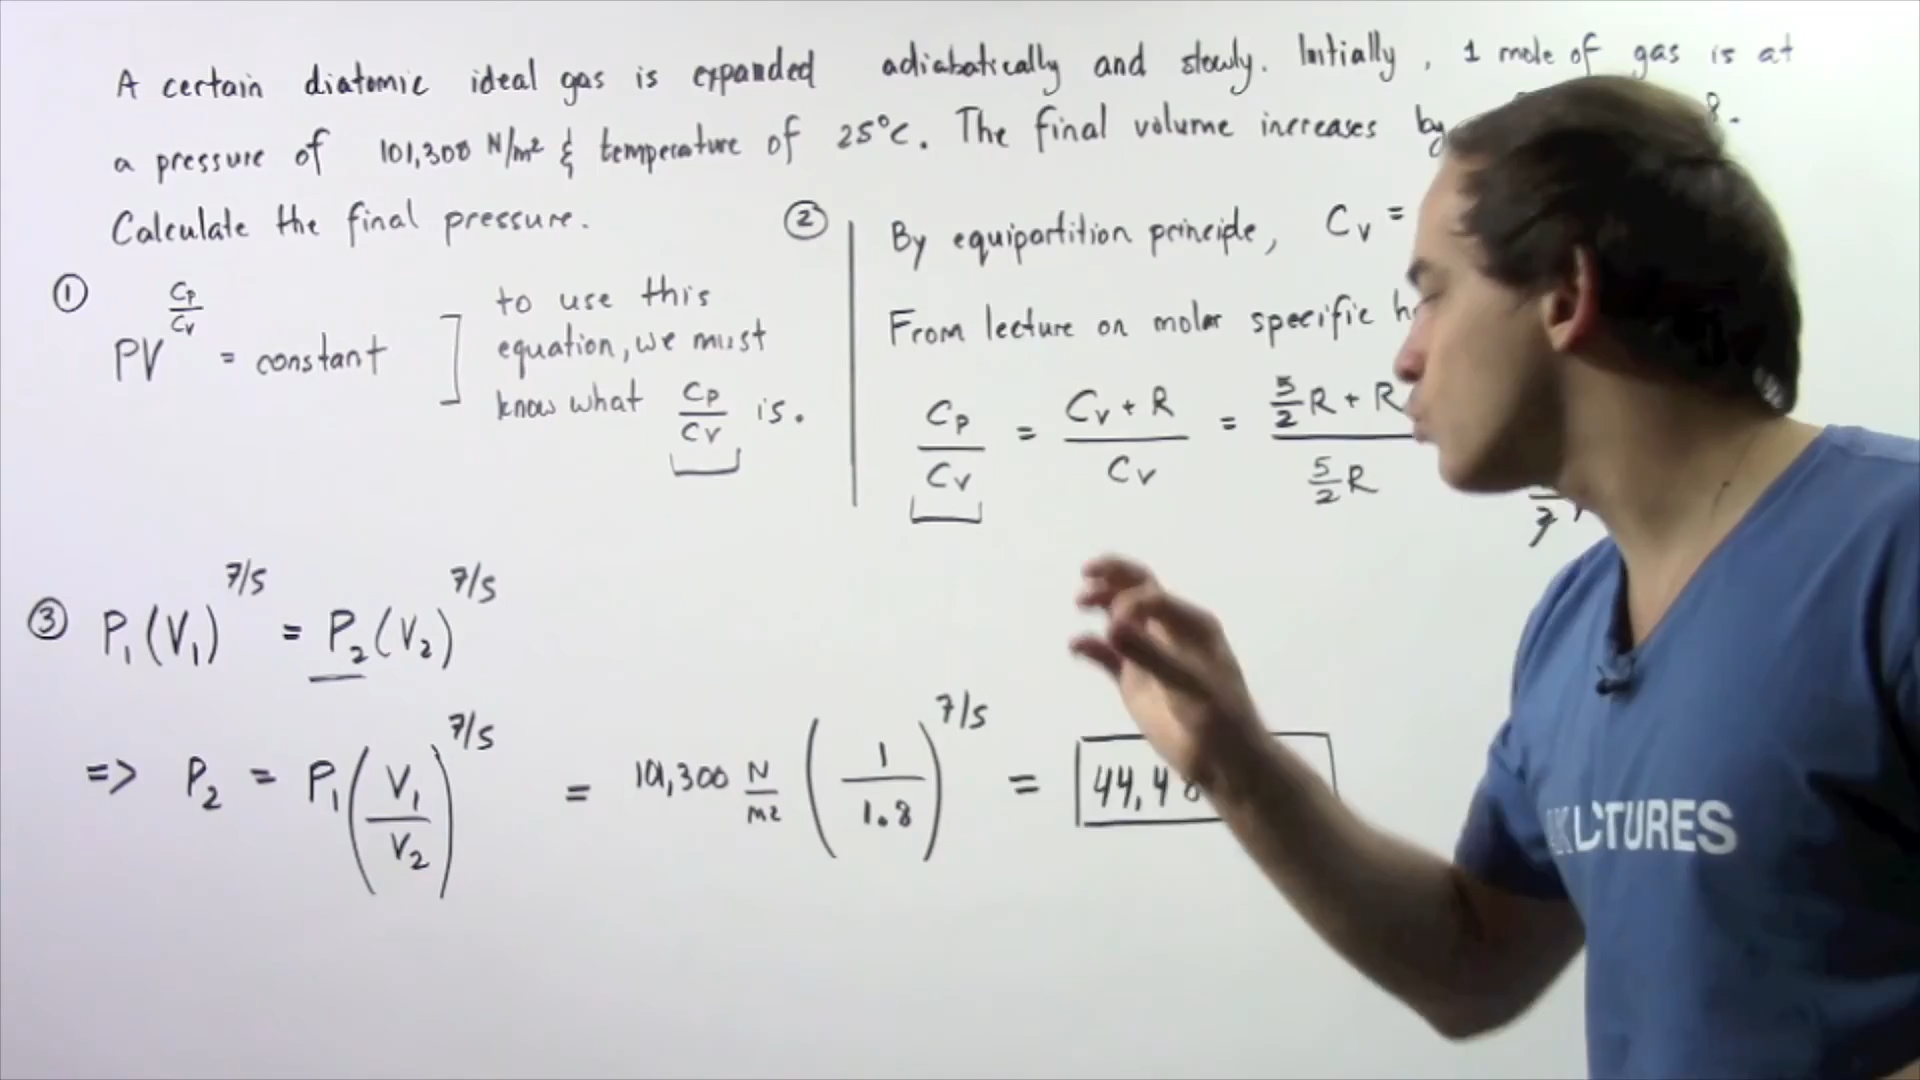 A certain diatomic ideal gas is expanded adiabatically and slowly. Initially, 1 mole of gas is at
a pressure of 101,300 N/m² & temperature of 25°C. The final volume increases by 8.
Calculate the final pressure.
① PV^(Cp/Cv) = constant ] to use this
equation, we must
know what Cp/Cv is.
② By equipartition principle, Cv =
From lecture on molar specific
Cp/Cv = (Cv + R)/Cv = (5/2 R + R)/(5/2 R)
③ P₁(V₁)^7/5 = P₂(V₂)^7/5
=> P₂ = P₁(V₁/V₂)^7/5 = 101,300 N/m² (1/1.8)^7/5 = 44,48
LECTURES